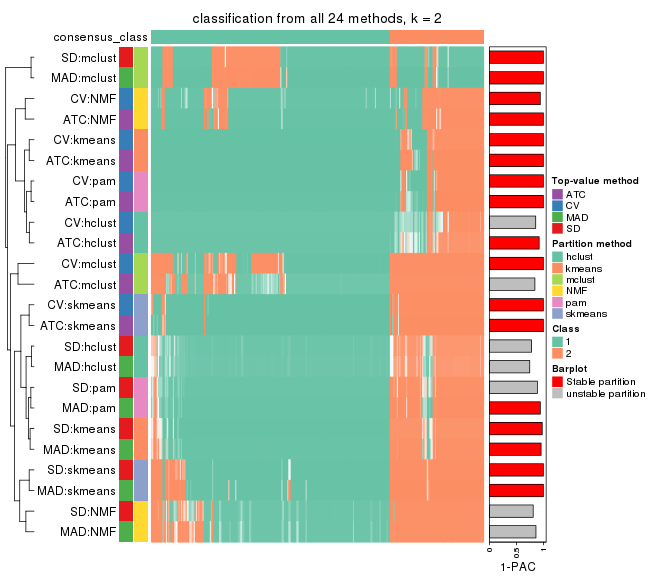 classification from all 24 methods, k = 2
consensus_class
SD:mclust
MAD:mclust
CV:NMF
ATC:NMF
CV:kmeans
ATC:kmeans
CV:pam
ATC:pam
CV:hclust
ATC:hclust
CV:mclust
ATC:mclust
CV:skmeans
ATC:skmeans
SD:hclust
MAD:hclust
SD:pam
MAD:pam
SD:kmeans
MAD:kmeans
SD:skmeans
MAD:skmeans
SD:NMF
MAD:NMF
0
0.5
1
1-PAC
Top-value method
ATC
CV
MAD
SD
Partition method
hclust
kmeans
mclust
NMF
pam
skmeans
Class
1
2
Barplot
Stable partition
unstable partition